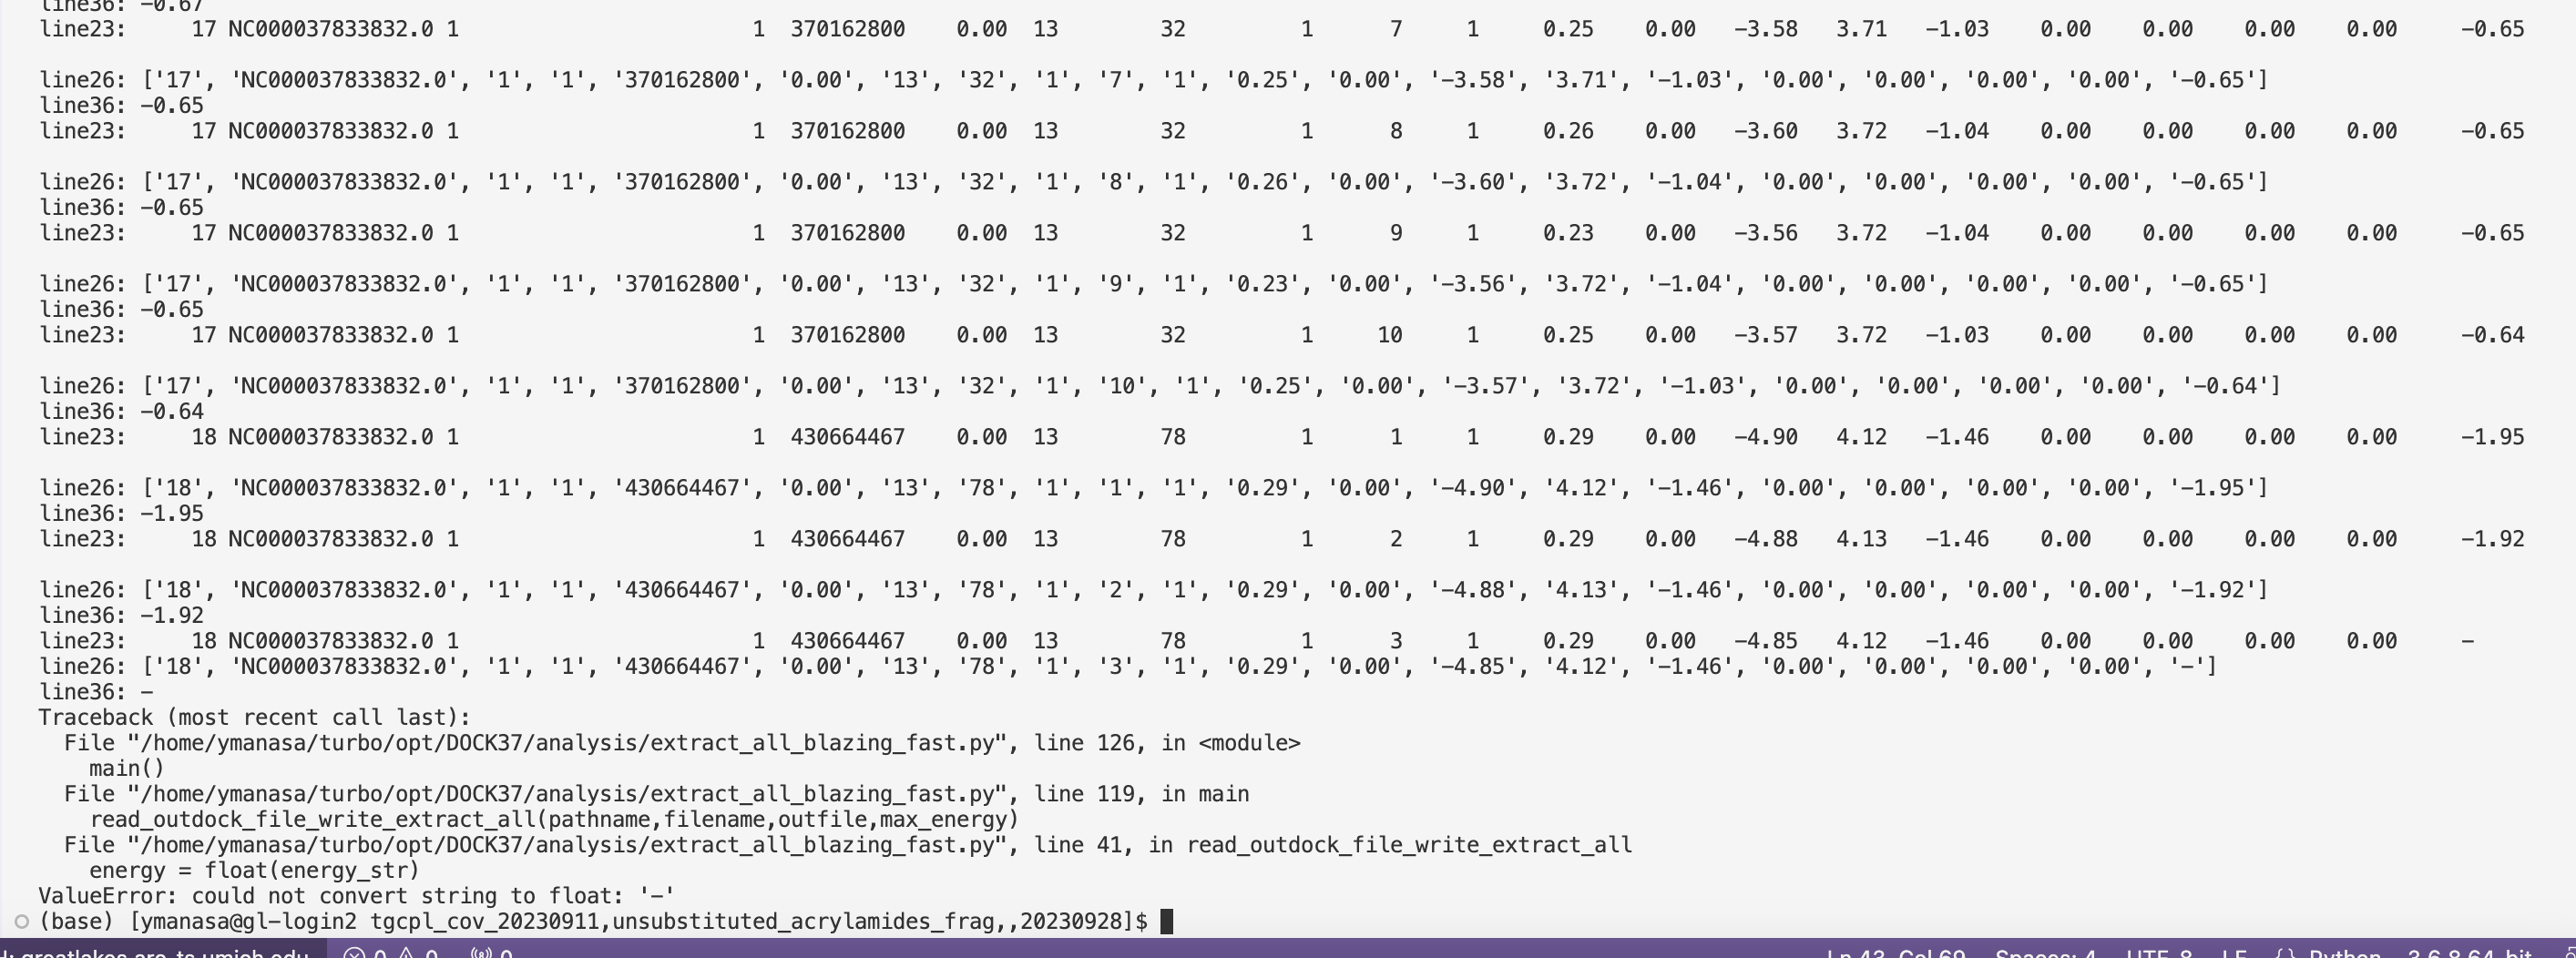 line36: −0.67
line23:     17 NC000037833832.0 1                       1  370162800    0.00  13        32         1      7     1     0.25    0.00   −3.58   3.71   −1.03    0.00    0.00    0.00    0.00     −0.65
line26: ['17', 'NC000037833832.0', '1', '1', '370162800', '0.00', '13', '32', '1', '7', '1', '0.25', '0.00', '−3.58', '3.71', '−1.03', '0.00', '0.00', '0.00', '0.00', '−0.65']
line36: −0.65
line23:     17 NC000037833832.0 1                       1  370162800    0.00  13        32         1      8     1     0.26    0.00   −3.60   3.72   −1.04    0.00    0.00    0.00    0.00     −0.65
line26: ['17', 'NC000037833832.0', '1', '1', '370162800', '0.00', '13', '32', '1', '8', '1', '0.26', '0.00', '−3.60', '3.72', '−1.04', '0.00', '0.00', '0.00', '0.00', '−0.65']
line36: −0.65
line23:     17 NC000037833832.0 1                       1  370162800    0.00  13        32         1      9     1     0.23    0.00   −3.56   3.72   −1.04    0.00    0.00    0.00    0.00     −0.65
line26: ['17', 'NC000037833832.0', '1', '1', '370162800', '0.00', '13', '32', '1', '9', '1', '0.23', '0.00', '−3.56', '3.72', '−1.04', '0.00', '0.00', '0.00', '0.00', '−0.65']
line36: −0.65
line23:     17 NC000037833832.0 1                       1  370162800    0.00  13        32         1     10     1     0.25    0.00   −3.57   3.72   −1.03    0.00    0.00    0.00    0.00     −0.64
line26: ['17', 'NC000037833832.0', '1', '1', '370162800', '0.00', '13', '32', '1', '10', '1', '0.25', '0.00', '−3.57', '3.72', '−1.03', '0.00', '0.00', '0.00', '0.00', '−0.64']
line36: −0.64
line23:     18 NC000037833832.0 1                       1  430664467    0.00  13        78         1      1     1     0.29    0.00   −4.90   4.12   −1.46    0.00    0.00    0.00    0.00     −1.95
line26: ['18', 'NC000037833832.0', '1', '1', '430664467', '0.00', '13', '78', '1', '1', '1', '0.29', '0.00', '−4.90', '4.12', '−1.46', '0.00', '0.00', '0.00', '0.00', '−1.95']
line36: −1.95
line23:     18 NC000037833832.0 1                       1  430664467    0.00  13        78         1      2     1     0.29    0.00   −4.88   4.13   −1.46    0.00    0.00    0.00    0.00     −1.92
line26: ['18', 'NC000037833832.0', '1', '1', '430664467', '0.00', '13', '78', '1', '2', '1', '0.29', '0.00', '−4.88', '4.13', '−1.46', '0.00', '0.00', '0.00', '0.00', '−1.92']
line36: −1.92
line23:     18 NC000037833832.0 1                       1  430664467    0.00  13        78         1      3     1     0.29    0.00   −4.85   4.12   −1.46    0.00    0.00    0.00    0.00     −
line26: ['18', 'NC000037833832.0', '1', '1', '430664467', '0.00', '13', '78', '1', '3', '1', '0.29', '0.00', '−4.85', '4.12', '−1.46', '0.00', '0.00', '0.00', '0.00', '−']
line36: −
Traceback (most recent call last):
  File "/home/ymanasa/turbo/opt/DOCK37/analysis/extract_all_blazing_fast.py", line 126, in <module>
    main()
  File "/home/ymanasa/turbo/opt/DOCK37/analysis/extract_all_blazing_fast.py", line 119, in main
    read_outdock_file_write_extract_all(pathname,filename,outfile,max_energy)
  File "/home/ymanasa/turbo/opt/DOCK37/analysis/extract_all_blazing_fast.py", line 41, in read_outdock_file_write_extract_all
    energy = float(energy_str)
ValueError: could not convert string to float: '−'
(base) [ymanasa@gl−login2 tgcpl_cov_20230911,unsubstituted_acrylamides_frag,,20230928]$
H: greatlakes.arc-ts.umich.edu 0 0 0 Ln 43, Col 69 Spaces: 4 UTF-8 LF {} Python 3.6.8 64-bit